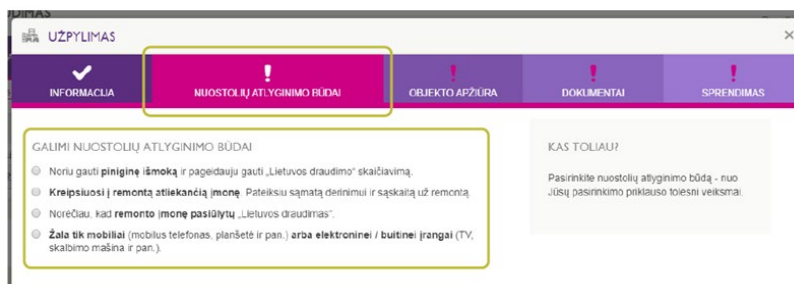 UŽPYLIMAS
INFORMACIJA
NUOSTOLIŲ ATLYGINIMO BŪDAI
OBJEKTO APŽIŪRA
DOKUMENTAI
SPRENDIMAS
GALIMI NUOSTOLIŲ ATLYGINIMO BŪDAI
Noriu gauti piniginę išmoką ir pageidauju gauti „Lietuvos draudimo“ skaičiavimą.
Kreipsiuosi į remontą atliekančią įmonę. Pateiksiu sąmatą derinimui ir sąskaitą už remontą.
Norėčiau, kad remonto įmonę pasiūlytų „Lietuvos draudimas“.
Žala tik mobiliai (mobilus telefonas, planšetė ir pan.) arba elektroninei / buitinei įrangai (TV,
skalbimo mašina ir pan.).
KAS TOLIAU?
Pasirinkite nuostolių atlyginimo būdą - nuo
Jūsų pasirinkimo priklauso tolesni veiksmai.